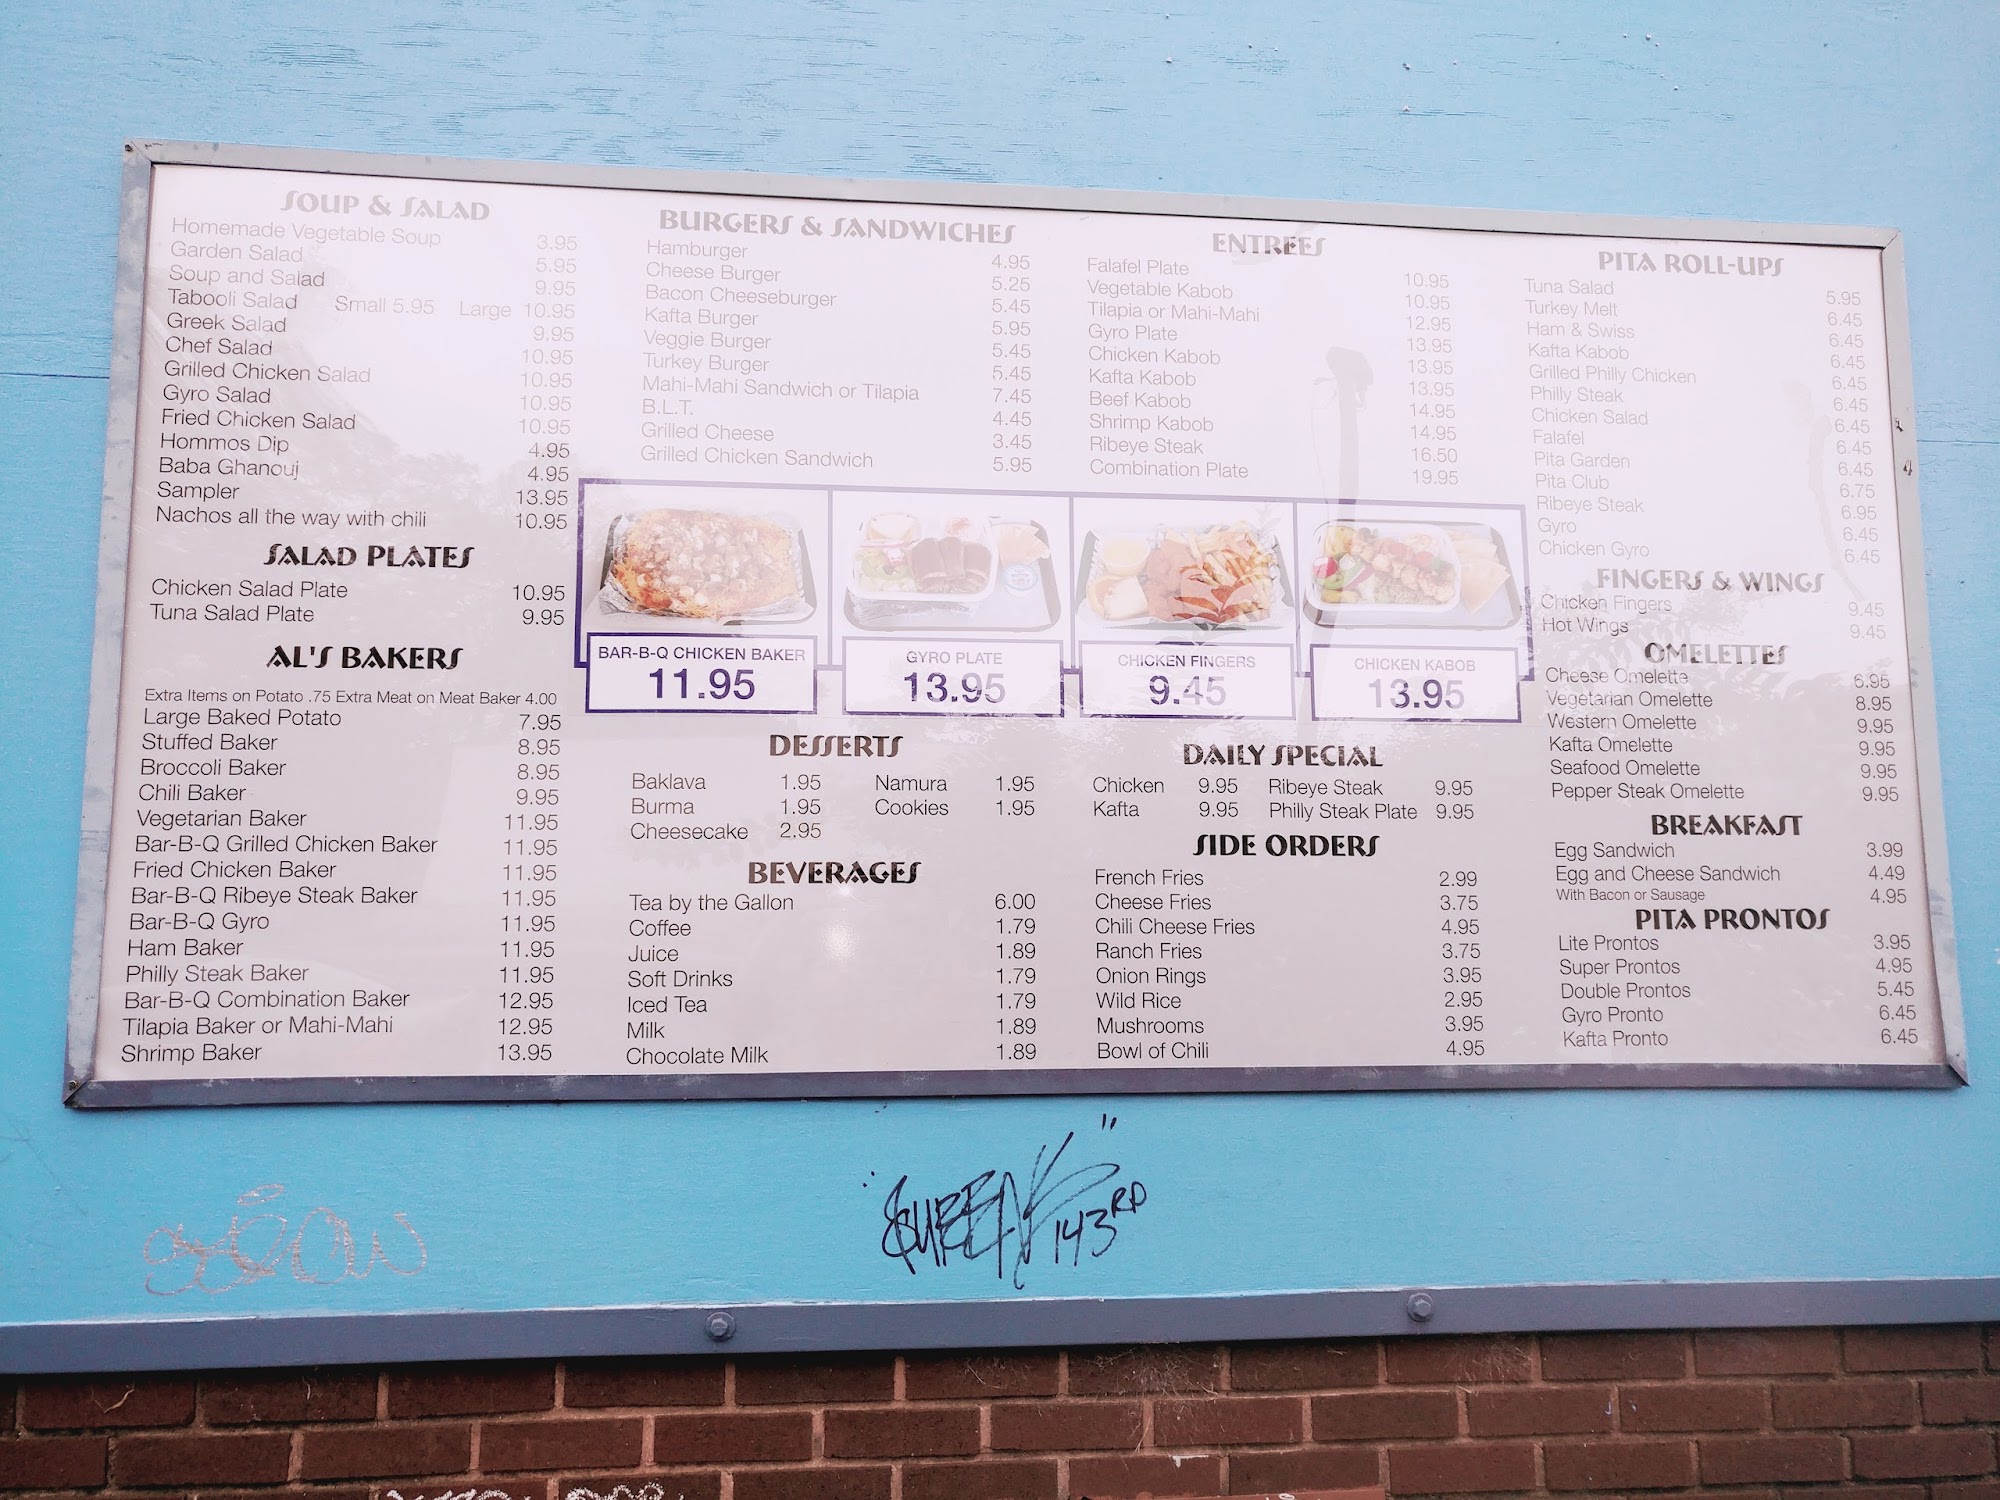 SOUP & SALAD
Homemade Vegetable Soup 3.95
Garden Salad 5.95
Soup and Salad 9.95
Tabooli Salad Small 5.95 Large 10.95
Greek Salad 9.95
Chef Salad 10.95
Grilled Chicken Salad 10.95
Gyro Salad 10.95
Fried Chicken Salad 10.95
Hommos Dip 4.95
Baba Ghanouj 4.95
Sampler 13.95
Nachos all the way with chili 10.95
SALAD PLATES
Chicken Salad Plate 10.95
Tuna Salad Plate 9.95
AL'S BAKERS
Extra Items on Potato .75 Extra Meat on Meat Baker 4.00
Large Baked Potato 7.95
Stuffed Baker 8.95
Broccoli Baker 8.95
Chili Baker 9.95
Vegetarian Baker 11.95
Bar-B-Q Grilled Chicken Baker 11.95
Fried Chicken Baker 11.95
Bar-B-Q Ribeye Steak Baker 11.95
Bar-B-Q Gyro 11.95
Ham Baker 11.95
Philly Steak Baker 11.95
Bar-B-Q Combination Baker 12.95
Tilapia Baker or Mahi-Mahi 12.95
Shrimp Baker 13.95
BURGERS & SANDWICHES
Hamburger 4.95
Cheese Burger 5.25
Bacon Cheeseburger 5.45
Kafta Burger 5.95
Veggie Burger 5.45
Turkey Burger 5.45
Mahi-Mahi Sandwich or Tilapia 7.45
B.L.T. 4.45
Grilled Cheese 3.45
Grilled Chicken Sandwich 5.95
ENTREES
Falafel Plate 10.95
Vegetable Kabob 10.95
Tilapia or Mahi-Mahi 12.95
Gyro Plate 13.95
Chicken Kabob 13.95
Kafta Kabob 13.95
Beef Kabob 14.95
Shrimp Kabob 14.95
Ribeye Steak 16.50
Combination Plate 19.95
BAR-B-Q CHICKEN BAKER
11.95
GYRO PLATE
13.95
CHICKEN FINGERS
9.45
CHICKEN KABOB
13.95
DESSERTS
Baklava 1.95 Namura 1.95
Burma 1.95 Cookies 1.95
Cheesecake 2.95
BEVERAGES
Tea by the Gallon 6.00
Coffee 1.79
Juice 1.89
Soft Drinks 1.79
Iced Tea 1.79
Milk 1.89
Chocolate Milk 1.89
DAILY SPECIAL
Chicken 9.95 Ribeye Steak 9.95
Kafta 9.95 Philly Steak Plate 9.95
SIDE ORDERS
French Fries 2.99
Cheese Fries 3.75
Chili Cheese Fries 4.95
Ranch Fries 3.75
Onion Rings 3.95
Wild Rice 2.95
Mushrooms 3.95
Bowl of Chili 4.95
PITA ROLL-UPS
Tuna Salad 5.95
Turkey Melt 6.45
Ham & Swiss 6.45
Kafta Kabob 6.45
Grilled Philly Chicken 6.45
Philly Steak 6.45
Chicken Salad 6.45
Falafel 6.45
Pita Garden 6.45
Pita Club 6.75
Ribeye Steak 6.95
Gyro 6.45
Chicken Gyro 6.45
FINGERS & WINGS
Chicken Fingers 9.45
Hot Wings 9.45
OMELETTES
Cheese Omelette 6.95
Vegetarian Omelette 8.95
Western Omelette 9.95
Kafta Omelette 9.95
Seafood Omelette 9.95
Pepper Steak Omelette 9.95
BREAKFAST
Egg Sandwich 3.99
Egg and Cheese Sandwich 4.49
With Bacon or Sausage 4.95
PITA PRONTOS
Lite Prontos 3.95
Super Prontos 4.95
Double Prontos 5.45
Gyro Pronto 6.45
Kafta Pronto 6.45
143RD